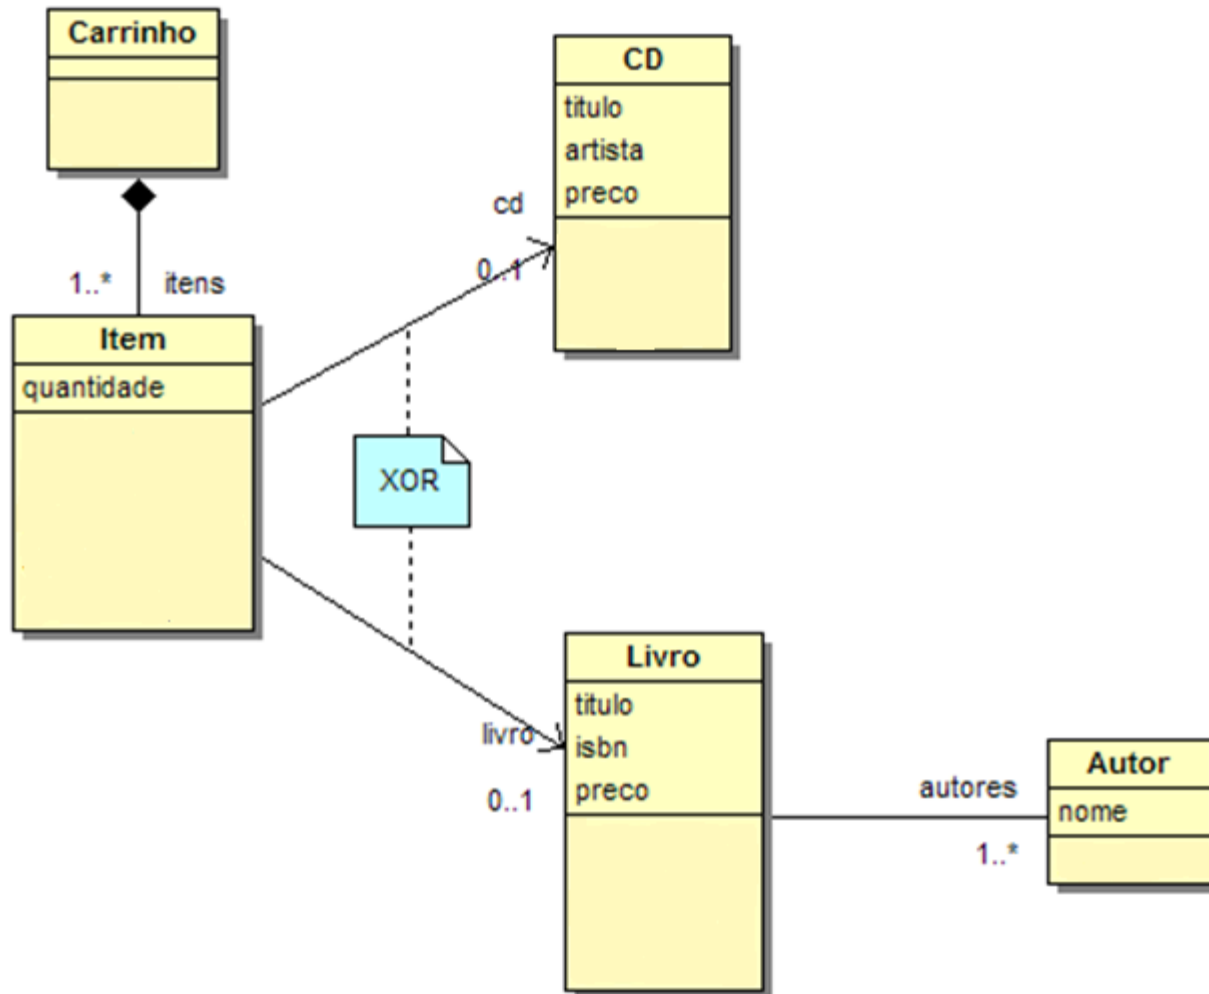 Carrinho
1..* itens
Item
quantidade
CD
titulo
artista
preco
cd
0..1
XOR
livro
0..1
Livro
titulo
isbn
preco
autores
1..*
Autor
nome